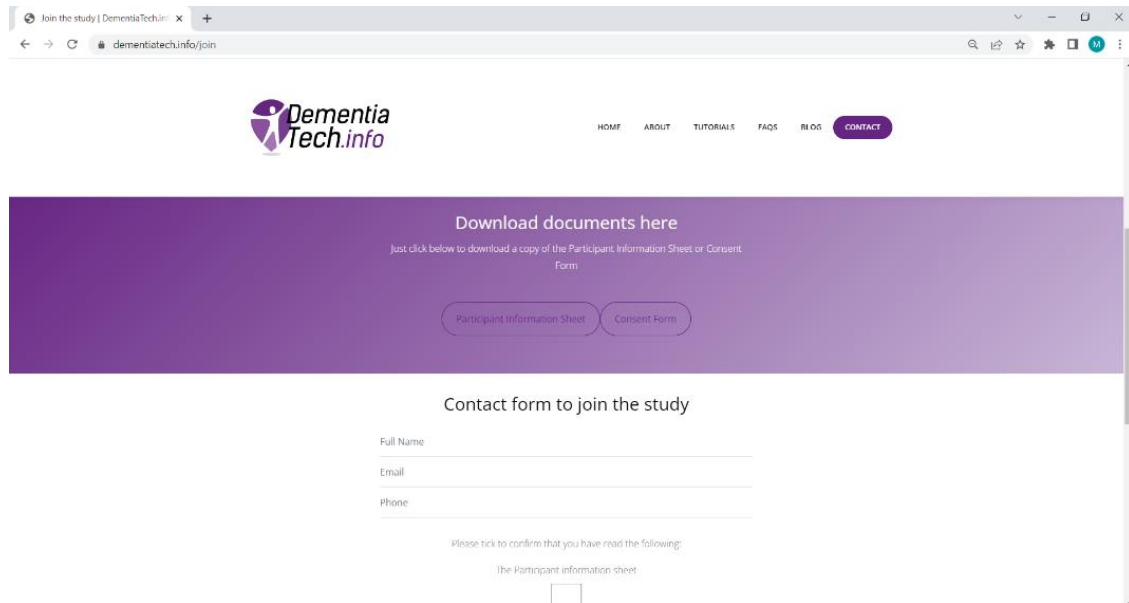 Join the study | DementiaTech.in
dementiatech.info/join
M
Dementia
Tech.info
HOME ABOUT TUTORIALS FAQS BLOG CONTACT
Download documents here
Just click below to download a copy of the Participant Information Sheet or Consent
Form
Participant Information Sheet Consent Form
Contact form to join the study
Full Name
Email
Phone
Please tick to confirm that you have read the following:
The Participant information sheet